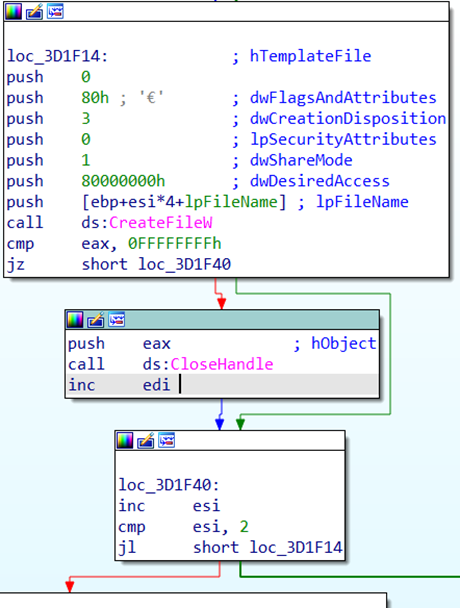 loc_3D1F14: ; hTemplateFile
push 0
push 80h ; '€' ; dwFlagsAndAttributes
push 3 ; dwCreationDisposition
push 0 ; lpSecurityAttributes
push 1 ; dwShareMode
push 80000000h ; dwDesiredAccess
push [ebp+esi*4+lpFileName] ; lpFileName
call ds:CreateFileW
cmp eax, 0FFFFFFFFh
jz short loc_3D1F40
push eax ; hObject
call ds:CloseHandle
inc edi
loc_3D1F40:
inc esi
cmp esi, 2
jl short loc_3D1F14